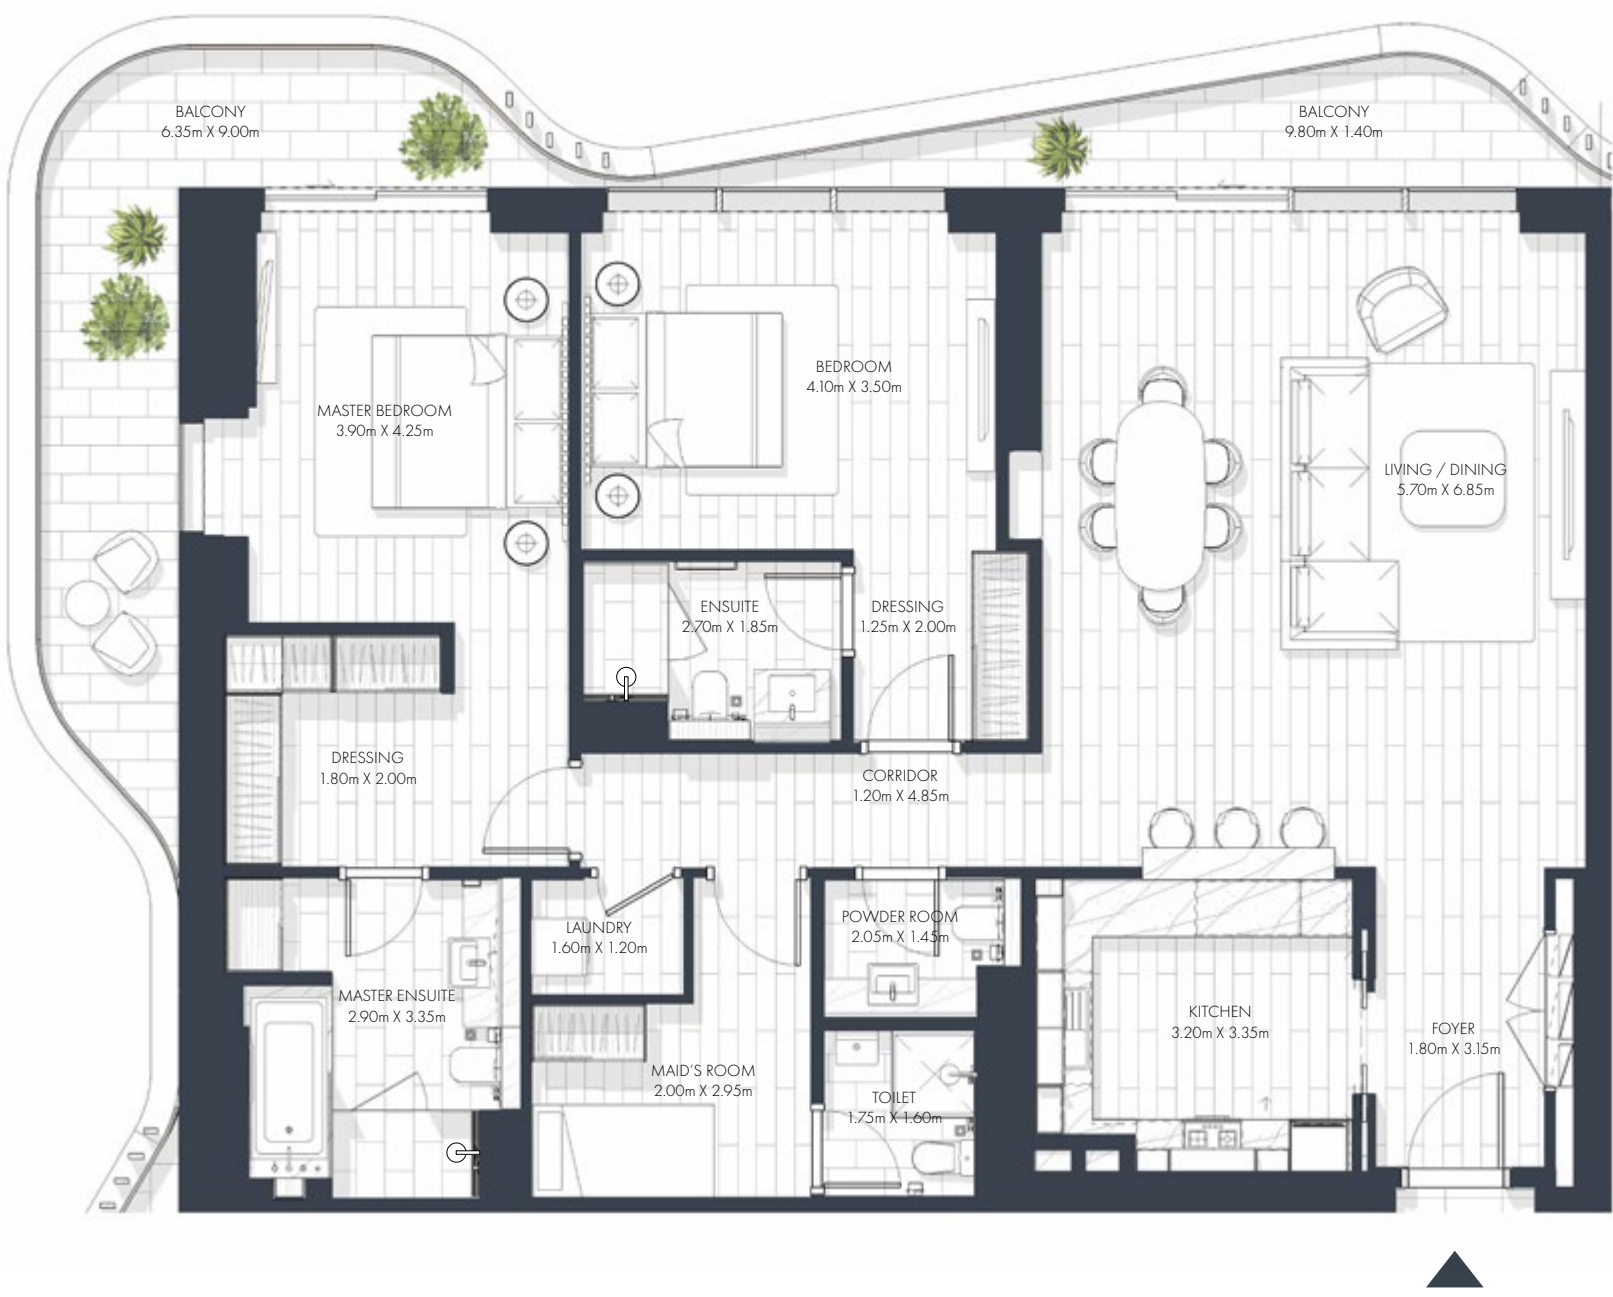 BALCONY
6.35m X 9.00m
BALCONY
9.80m X 1.40m
BEDROOM
4.10m X 3.50m
MASTER BEDROOM
3.90m X 4.25m
LIVING / DINING
5.70m X 6.85m
ENSUITE
2.70m X 1.85m
DRESSING
1.25m X 2.00m
DRESSING
1.80m X 2.00m
CORRIDOR
1.20m X 4.85m
POWDER ROOM
2.05m X 1.45m
LAUNDRY
1.60m X 1.20m
MASTER ENSUITE
2.90m X 3.35m
KITCHEN
3.20m X 3.35m
FOYER
1.80m X 3.15m
MAID'S ROOM
2.00m X 2.95m
TOILET
1.75m X 1.60m